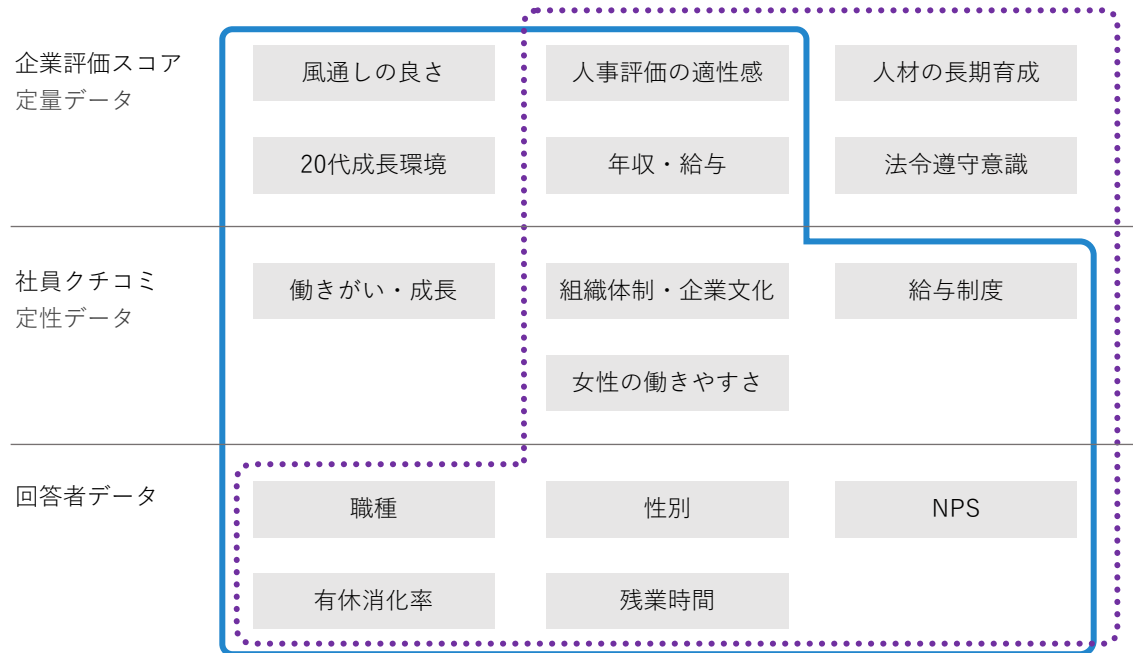 企業評価スコア
定量データ
風通しの良さ
人事評価の適性感
人材の長期育成
20代成長環境
年収・給与
法令遵守意識
社員クチコミ
定性データ
働きがい・成長
組織体制・企業文化
給与制度
女性の働きやすさ
回答者データ
職種
性別
NPS
有休消化率
残業時間